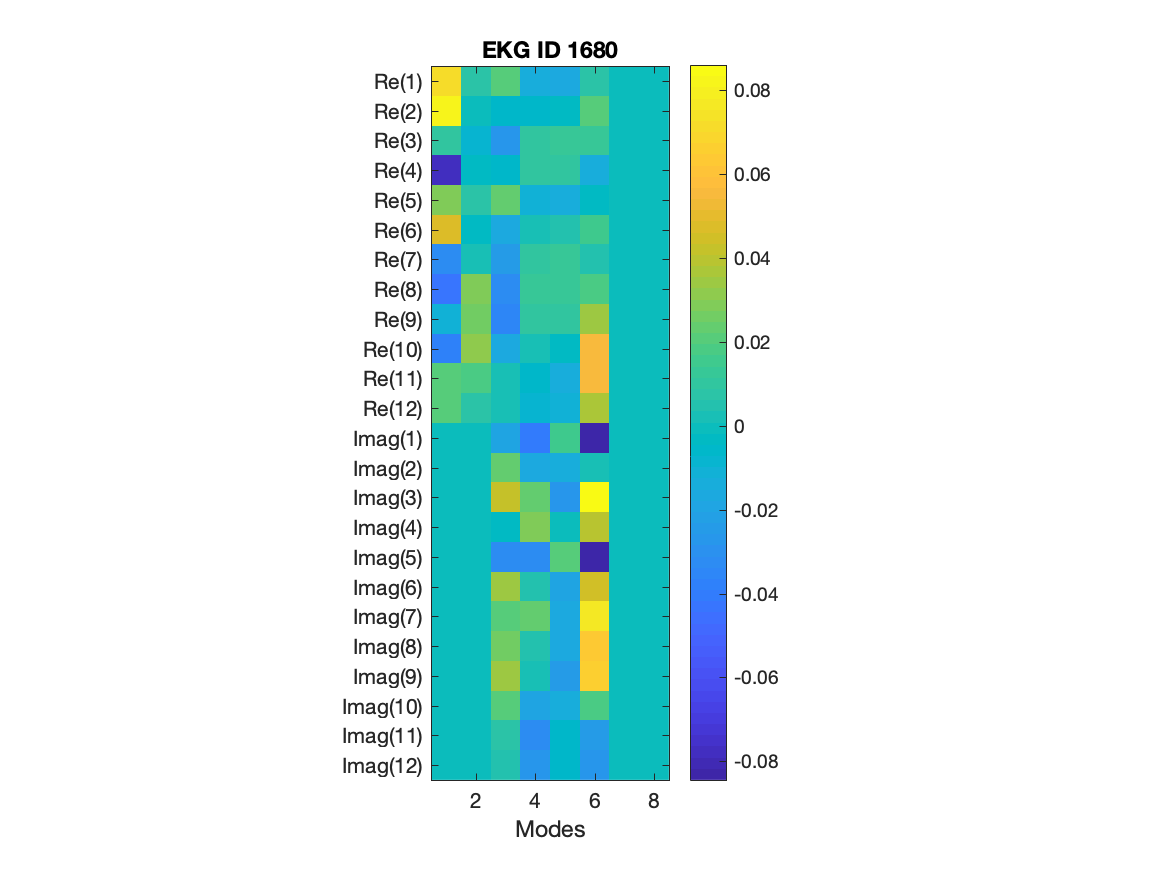 EKG ID 1680
Re(1)
Re(2)
Re(3)
Re(4)
Re(5)
Re(6)
Re(7)
Re(8)
Re(9)
Re(10)
Re(11)
Re(12)
Imag(1)
Imag(2)
Imag(3)
Imag(4)
Imag(5)
Imag(6)
Imag(7)
Imag(8)
Imag(9)
Imag(10)
Imag(11)
Imag(12)
2 4 6 8
Modes
0.08
0.06
0.04
0.02
0
-0.02
-0.04
-0.06
-0.08